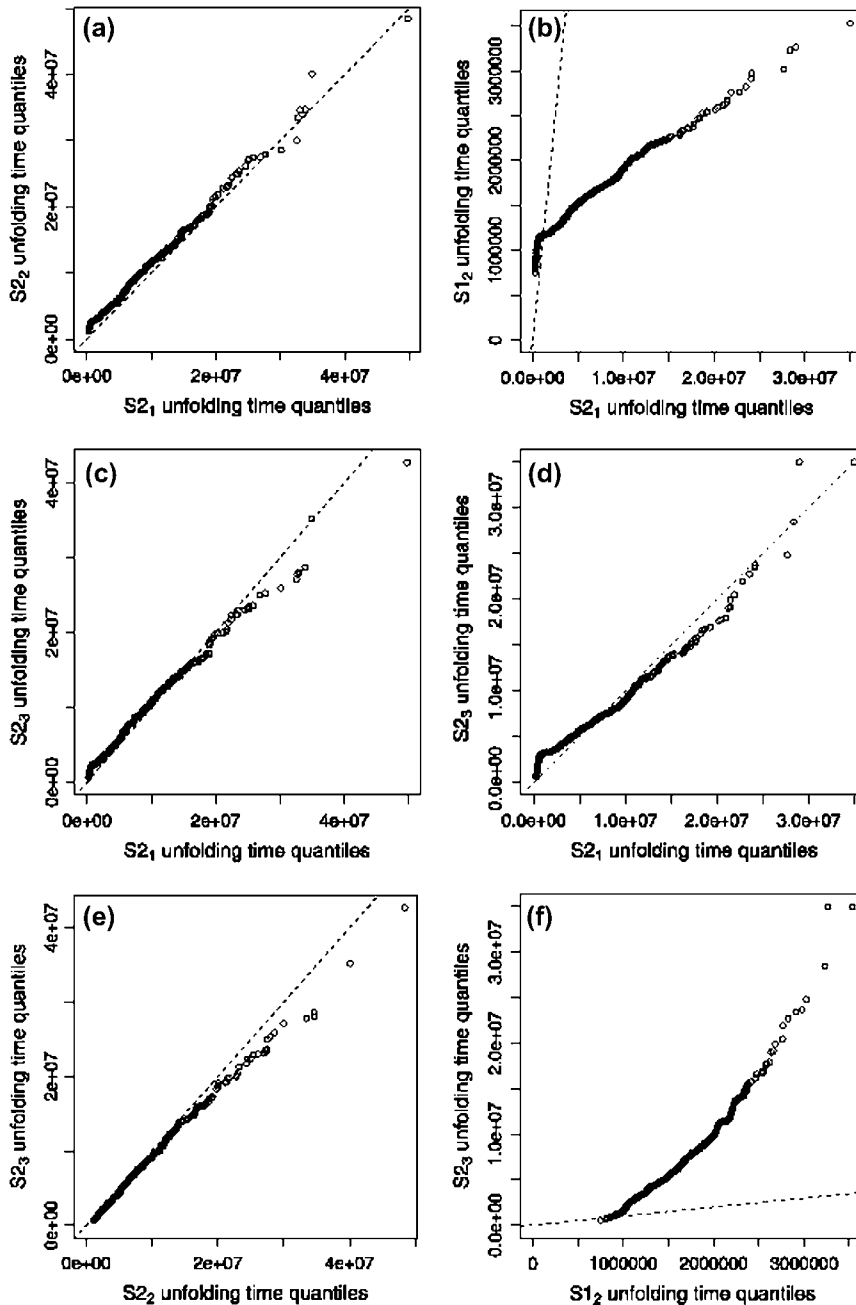 (a)
S2₂ unfolding time quantiles
0e+00
2e+07
4e+07
0e+00
2e+07
4e+07
S2₁ unfolding time quantiles
(b)
S1₂ unfolding time quantiles
0
1000000
2000000
3000000
0.0e+00
1.0e+07
2.0e+07
3.0e+07
S2₁ unfolding time quantiles
(c)
S2₃ unfolding time quantiles
0e+00
2e+07
4e+07
0e+00
2e+07
4e+07
S2₁ unfolding time quantiles
(d)
S2₃ unfolding time quantiles
0.0e+00
1.0e+07
2.0e+07
3.0e+07
0.0e+00
1.0e+07
2.0e+07
3.0e+07
S2₁ unfolding time quantiles
(e)
S2₃ unfolding time quantiles
0e+00
2e+07
4e+07
0e+00
2e+07
4e+07
S2₂ unfolding time quantiles
(f)
S2₃ unfolding time quantiles
0.0e+00
1.0e+07
2.0e+07
3.0e+07
0
1000000
2000000
3000000
S1₂ unfolding time quantiles